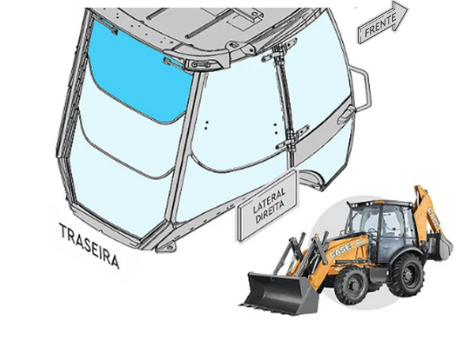 FRENTE
LATERAL
DIREITA
TRASEIRA
CASE